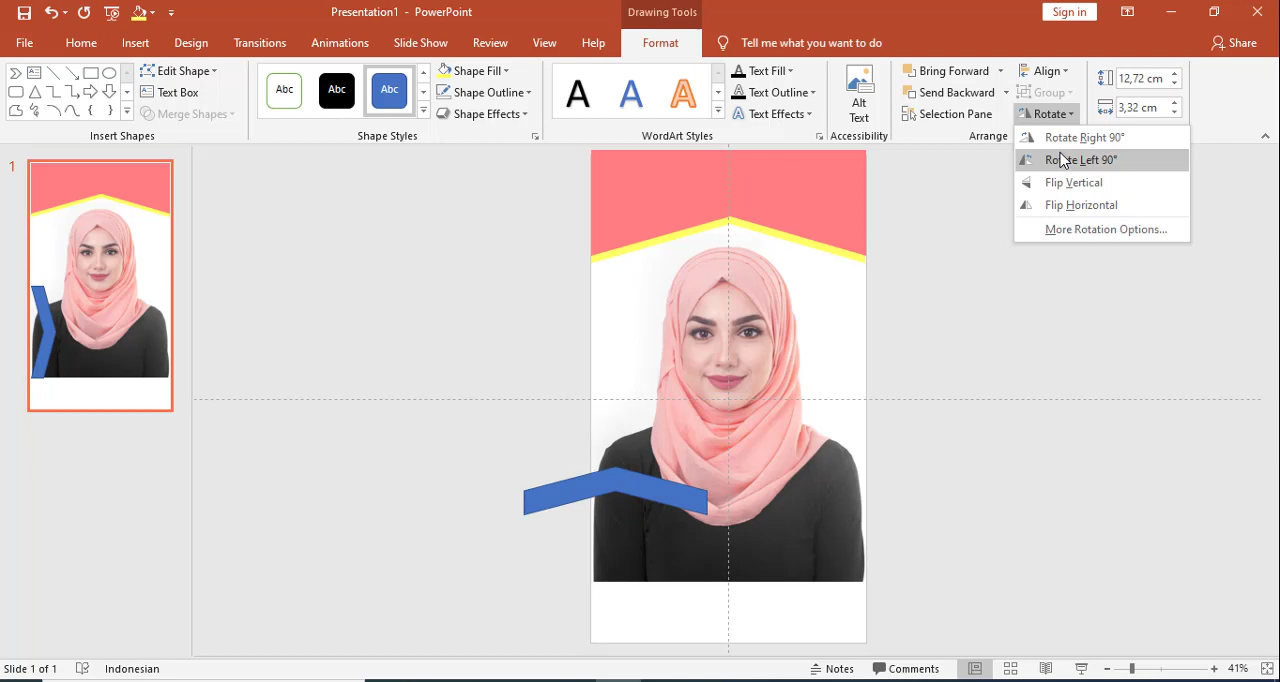 Presentation1 - PowerPoint
Drawing Tools
Sign in
File Home Insert Design Transitions Animations Slide Show Review View Help Format Tell me what you want to do Share
Edit Shape
Text Box
Merge Shapes
Insert Shapes
Abc Abc Abc
Shape Fill
Shape Outline
Shape Effects
Shape Styles
A A A
Text Fill
Text Outline
Text Effects
WordArt Styles
Alt
Text
Accessibility
Bring Forward
Send Backward
Selection Pane
Align
Group
Rotate
Arrange
12,72 cm
3,32 cm
Rotate Right 90°
Rotate Left 90°
Flip Vertical
Flip Horizontal
More Rotation Options...
1
Slide 1 of 1 Indonesian Notes Comments 41%